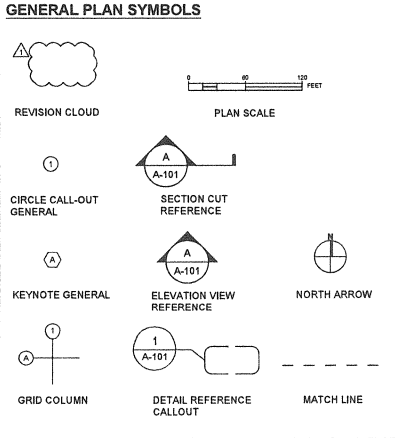 GENERAL PLAN SYMBOLS
1
0 60 120
FEET
REVISION CLOUD
PLAN SCALE
1
A
A-101
CIRCLE CALL-OUT
GENERAL
SECTION CUT
REFERENCE
A
A
A-101
N
KEYNOTE GENERAL
ELEVATION VIEW
REFERENCE
NORTH ARROW
1
A
1
A-101
GRID COLUMN
DETAIL REFERENCE
CALLOUT
MATCH LINE